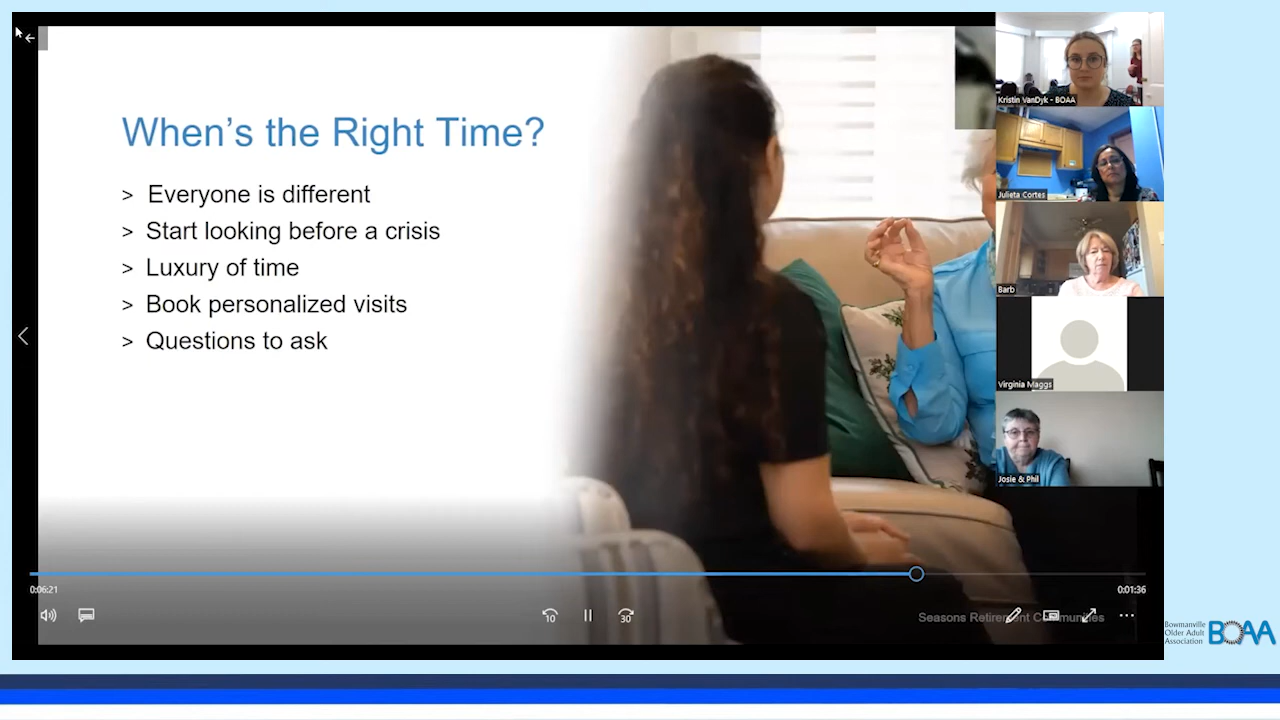 When's the Right Time?
> Everyone is different
> Start looking before a crisis
> Luxury of time
> Book personalized visits
> Questions to ask
Kristin VanDyk - BOAA
Julieta Cortes
Barb
Virginia Maggs
Josie & Phil
0:06:21
0:01:36
10
30
Seasons Retirement Communities
Bowmanville
Older Adult
Association
BOAA